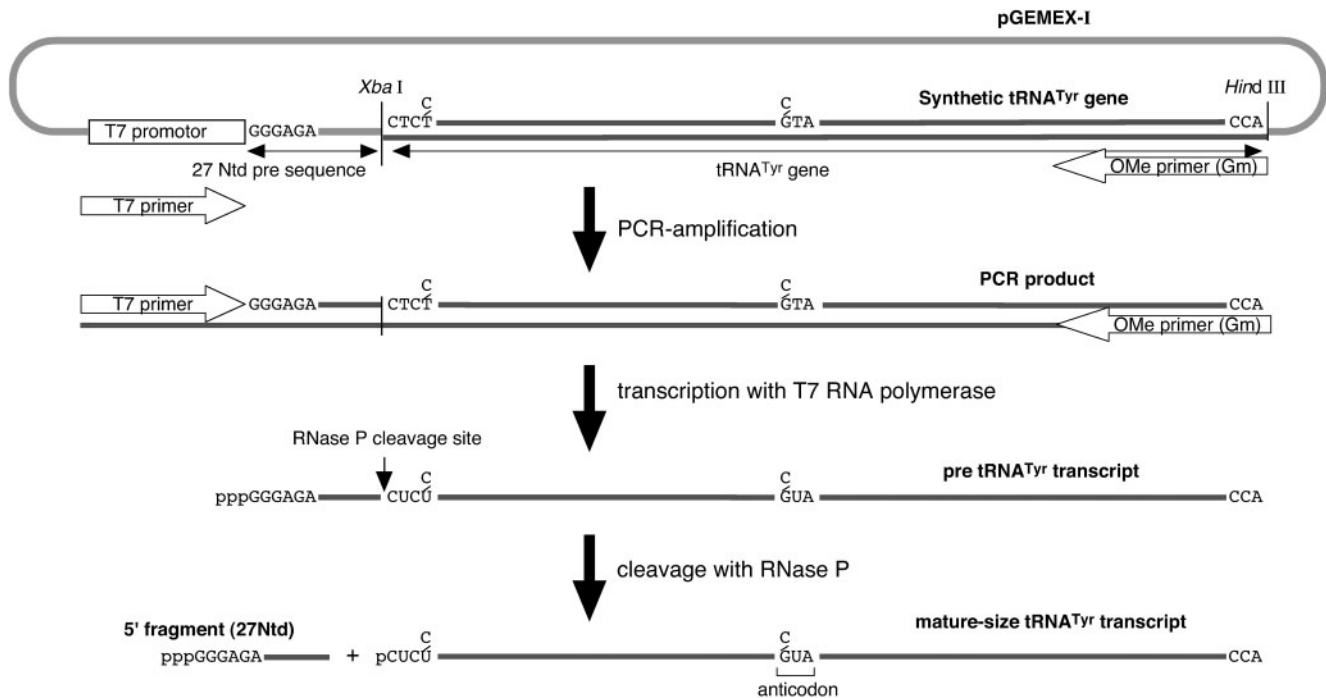 pGEMEX-I
Xba I
Hind III
C
C
Synthetic tRNATyr gene
T7 promotor
GGGAGA
CTCT
GTA
CCA
27 Ntd pre sequence
tRNATyr gene
OMe primer (Gm)
T7 primer
PCR-amplification
C
C
PCR product
T7 primer
GGGAGA
CTCT
GTA
CCA
OMe primer (Gm)
transcription with T7 RNA polymerase
RNase P cleavage site
C
C
pre tRNATyr transcript
pppGGGAGA
CUCU
GUA
CCA
cleavage with RNase P
5' fragment (27Ntd)
C
C
mature-size tRNATyr transcript
pppGGGAGA
+
pCUCU
GUA
CCA
anticodon